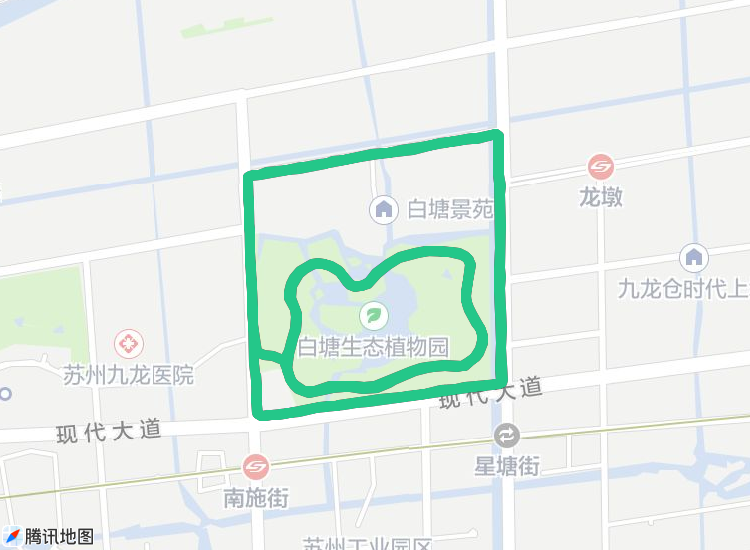 白塘景苑
龙墩
九龙仓时代上
白塘生态植物园
苏州九龙医院
现代大道
现代大道
星塘街
南施街
腾讯地图
苏州工业园区